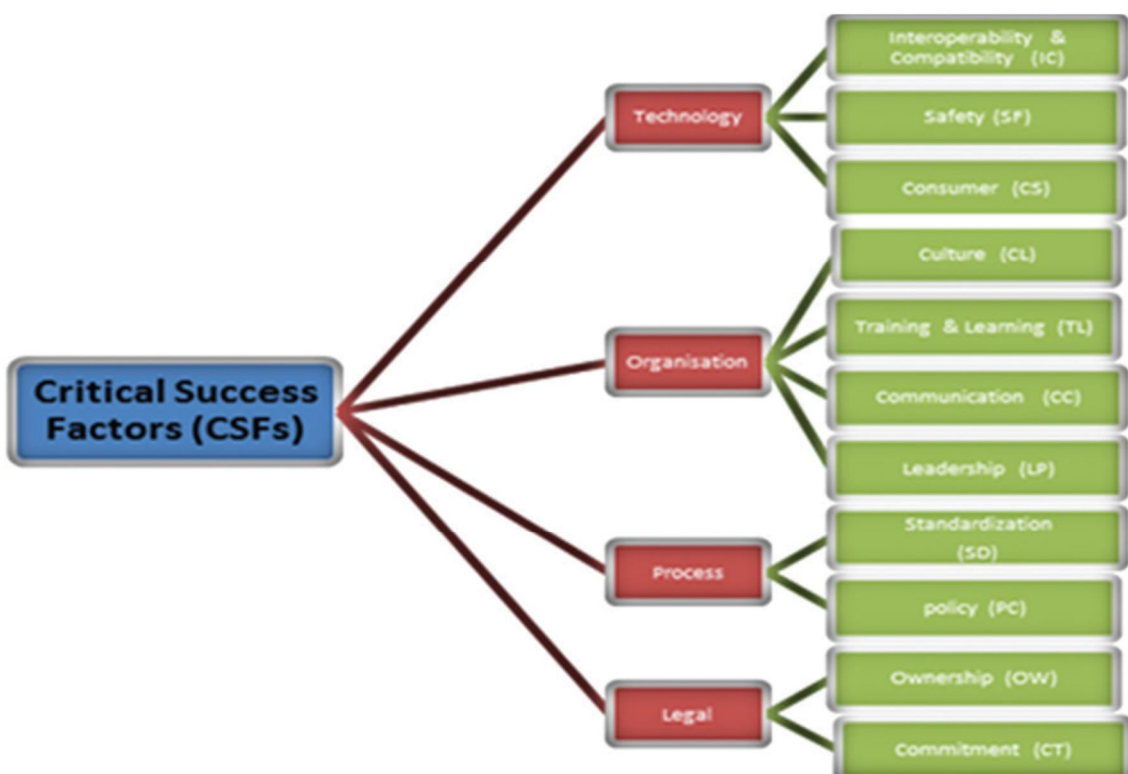 Critical Success
Factors (CSFs)
Technology
Interoperability &
Compatibility (IC)
Safety (SF)
Consumer (CS)
Organisation
Culture (CL)
Training & Learning (TL)
Communication (CC)
Leadership (LP)
Process
Standardization
(SD)
policy (PC)
Legal
Ownership (OW)
Commitment (CT)